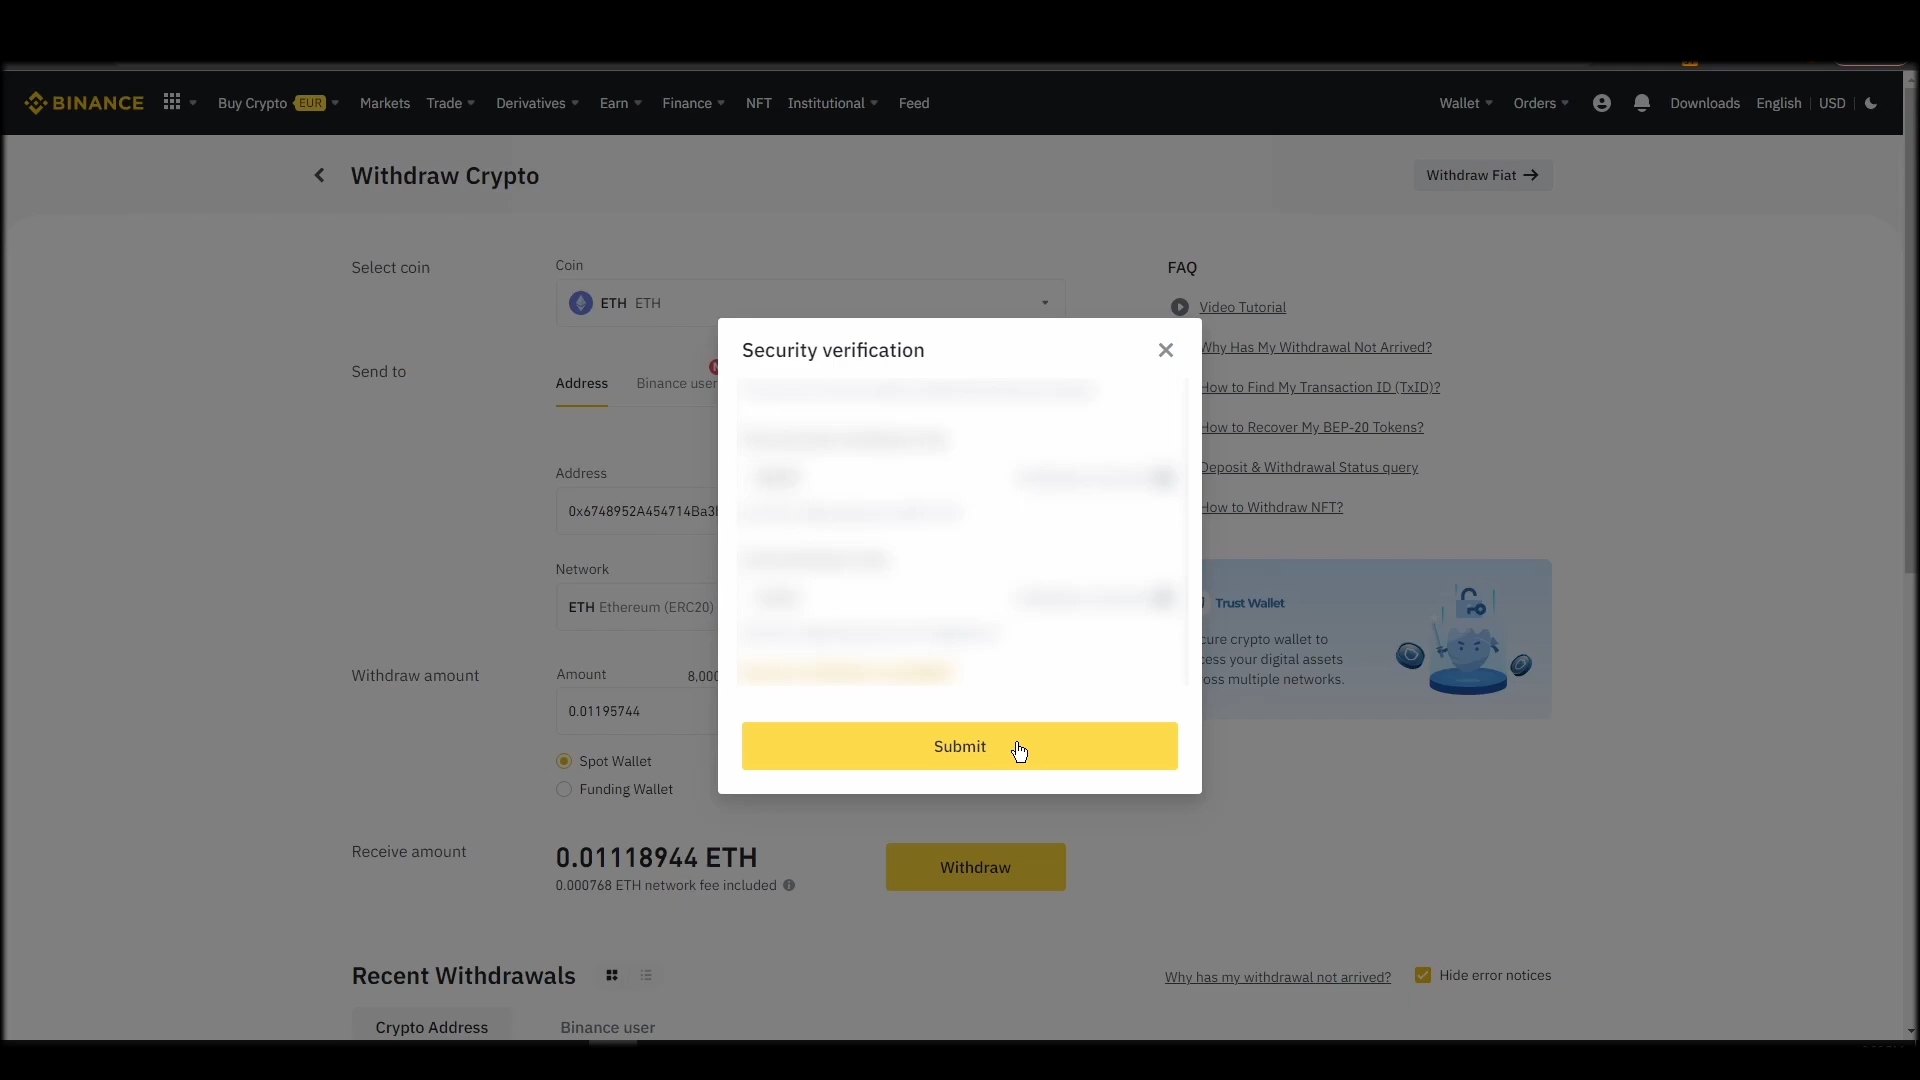 BINANCE
Buy Crypto EUR Markets Trade Derivatives Earn Finance NFT Institutional Feed
Wallet Orders Downloads English USD
Withdraw Crypto
Withdraw Fiat
Select coin
Coin
ETH ETH
FAQ
Video Tutorial
Why Has My Withdrawal Not Arrived?
How to Find My Transaction ID (TxID)?
How to Recover My BEP-20 Tokens?
Deposit & Withdrawal Status query
How to Withdraw NFT?
Send to
Address Binance user
Address
0x6748952A454714Ba3
Network
ETH Ethereum (ERC20)
Security verification
Submit
Trust Wallet
cure crypto wallet to
cess your digital assets
oss multiple networks.
Withdraw amount
Amount 8,000
0.01195744
Spot Wallet
Funding Wallet
Receive amount
0.01118944 ETH
0.000768 ETH network fee included
Withdraw
Recent Withdrawals
Why has my withdrawal not arrived?
Hide error notices
Crypto Address Binance user